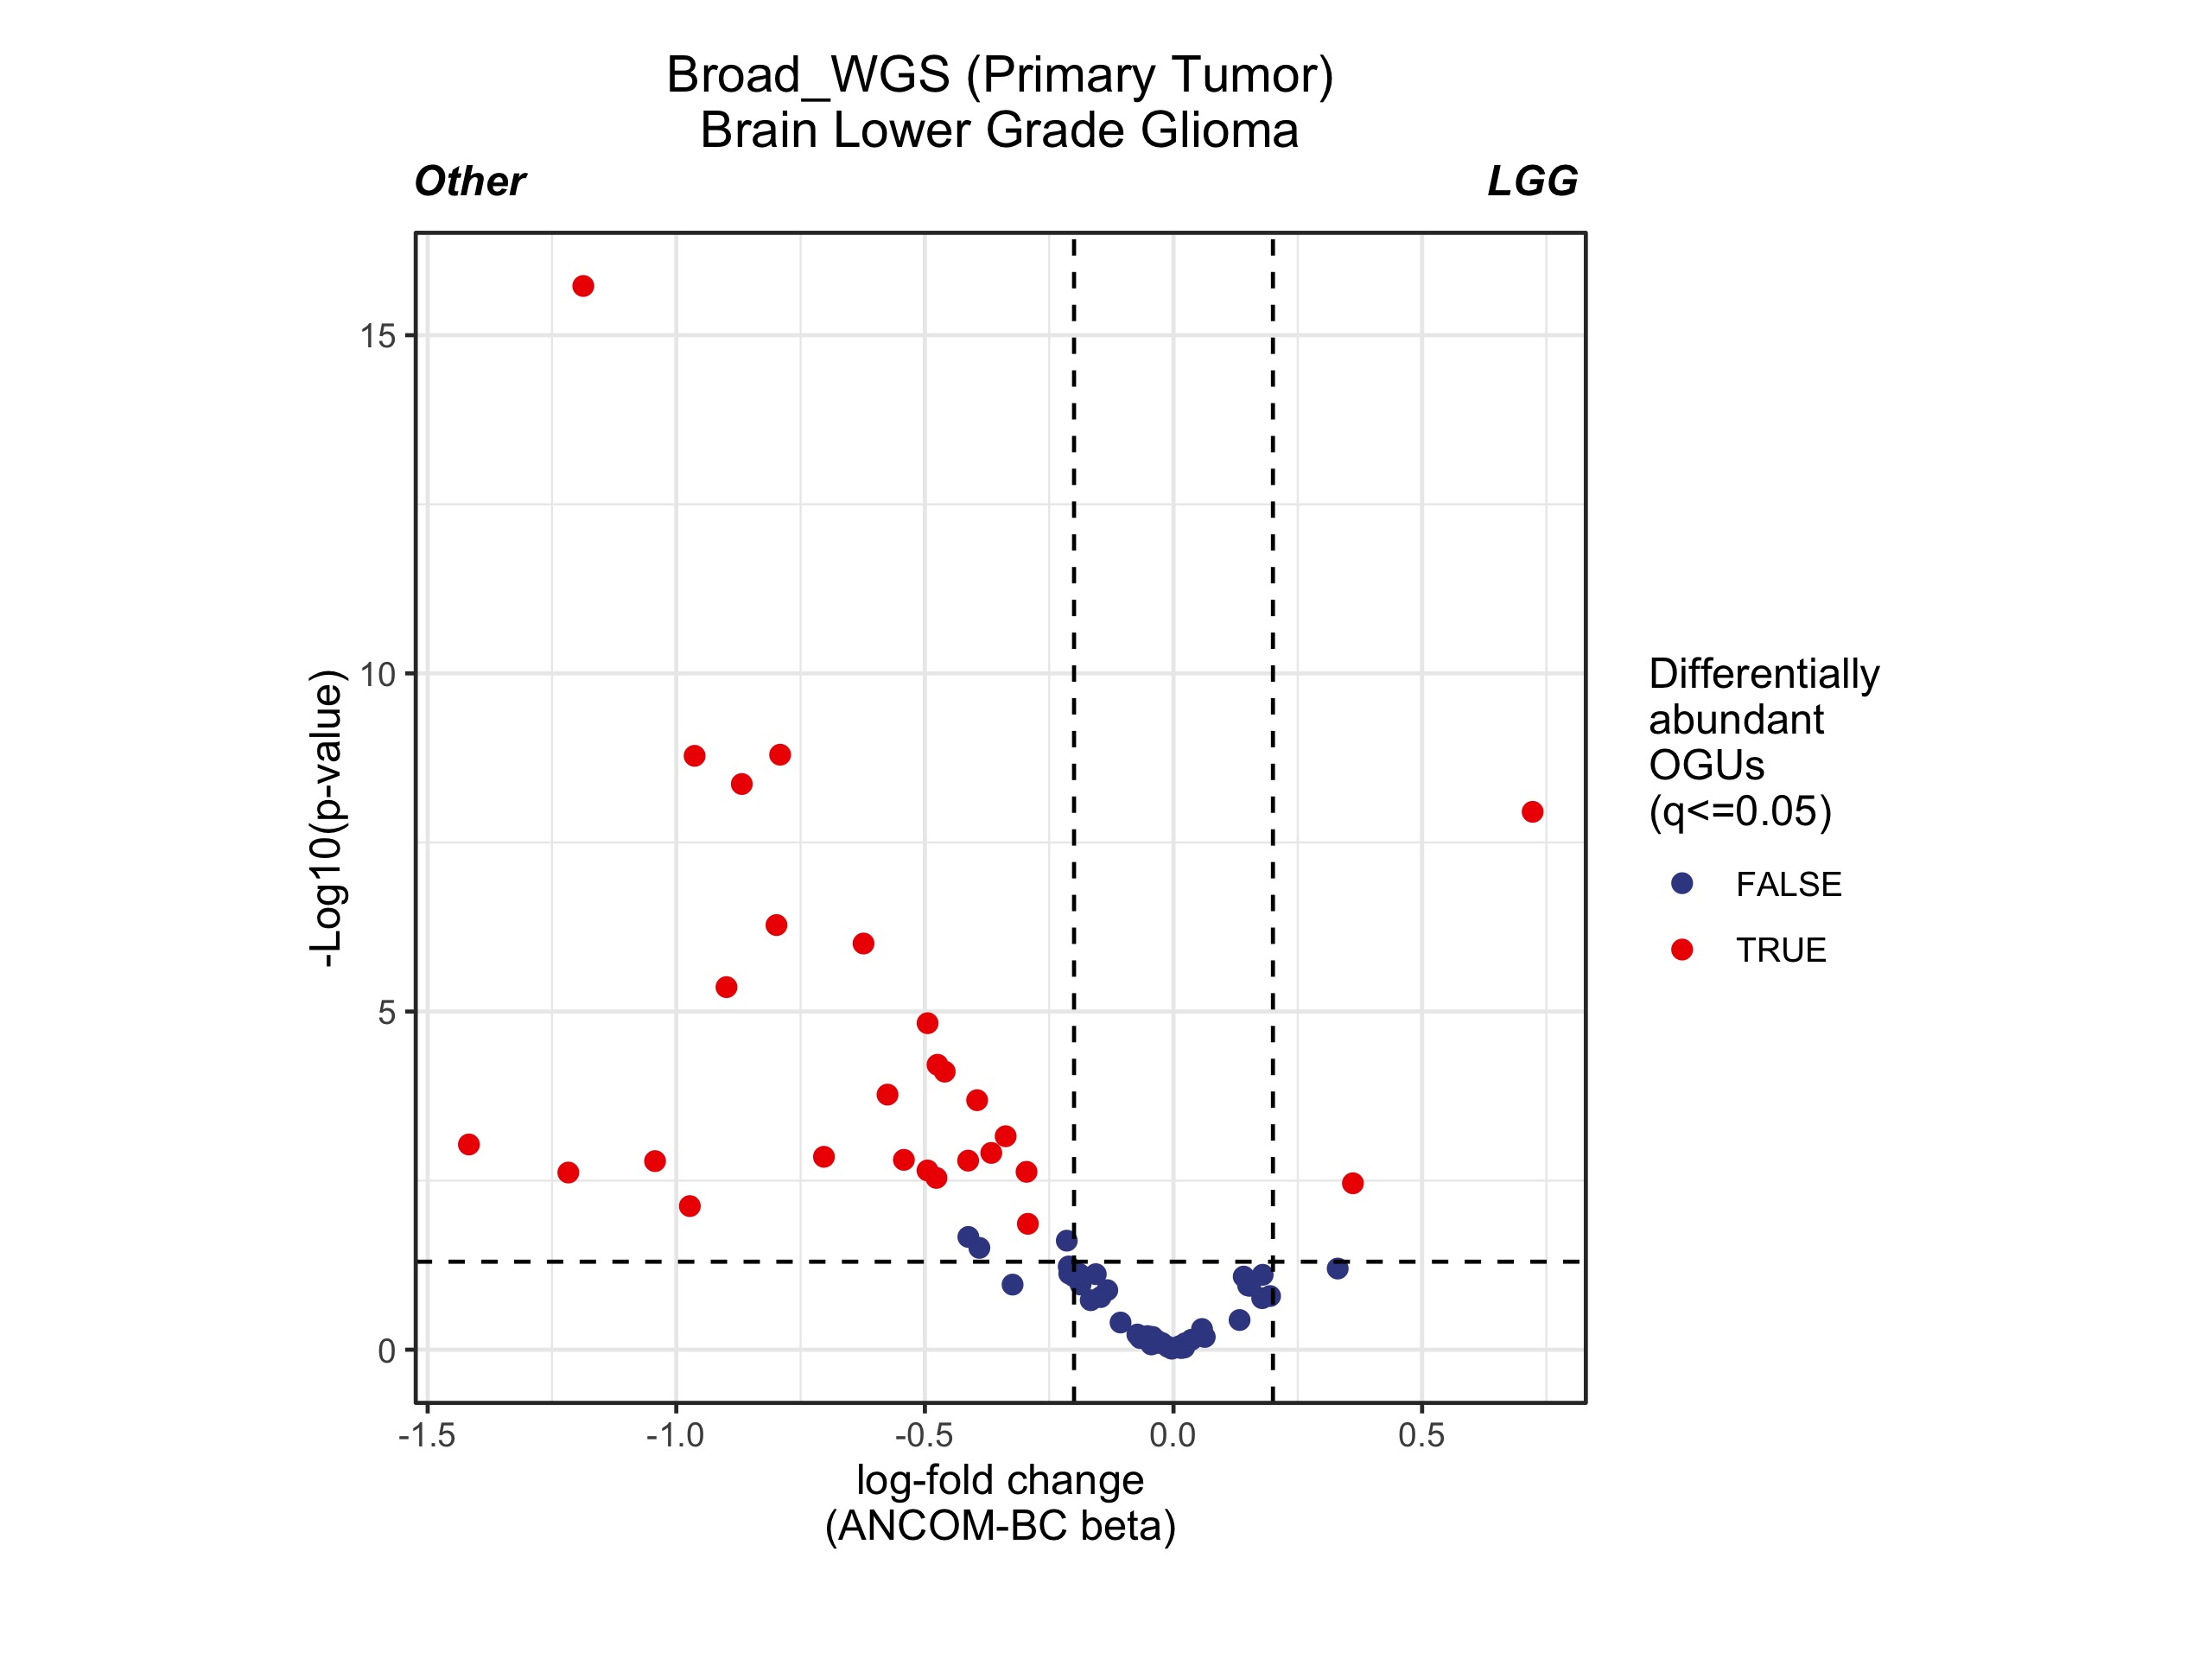 Broad_WGS (Primary Tumor)
Brain Lower Grade Glioma
Other
LGG
15
10
5
0
-Log10(p-value)
-1.5
-1.0
-0.5
0.0
0.5
log-fold change
(ANCOM-BC beta)
Differentially
abundant
OGUs
(q<=0.05)
FALSE
TRUE